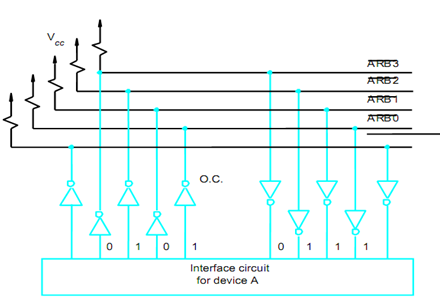 Vcc
ARB3
ARB2
ARB1
ARB0
O.C.
0 1 0 1 0 1 1 1
Interface circuit
for device A